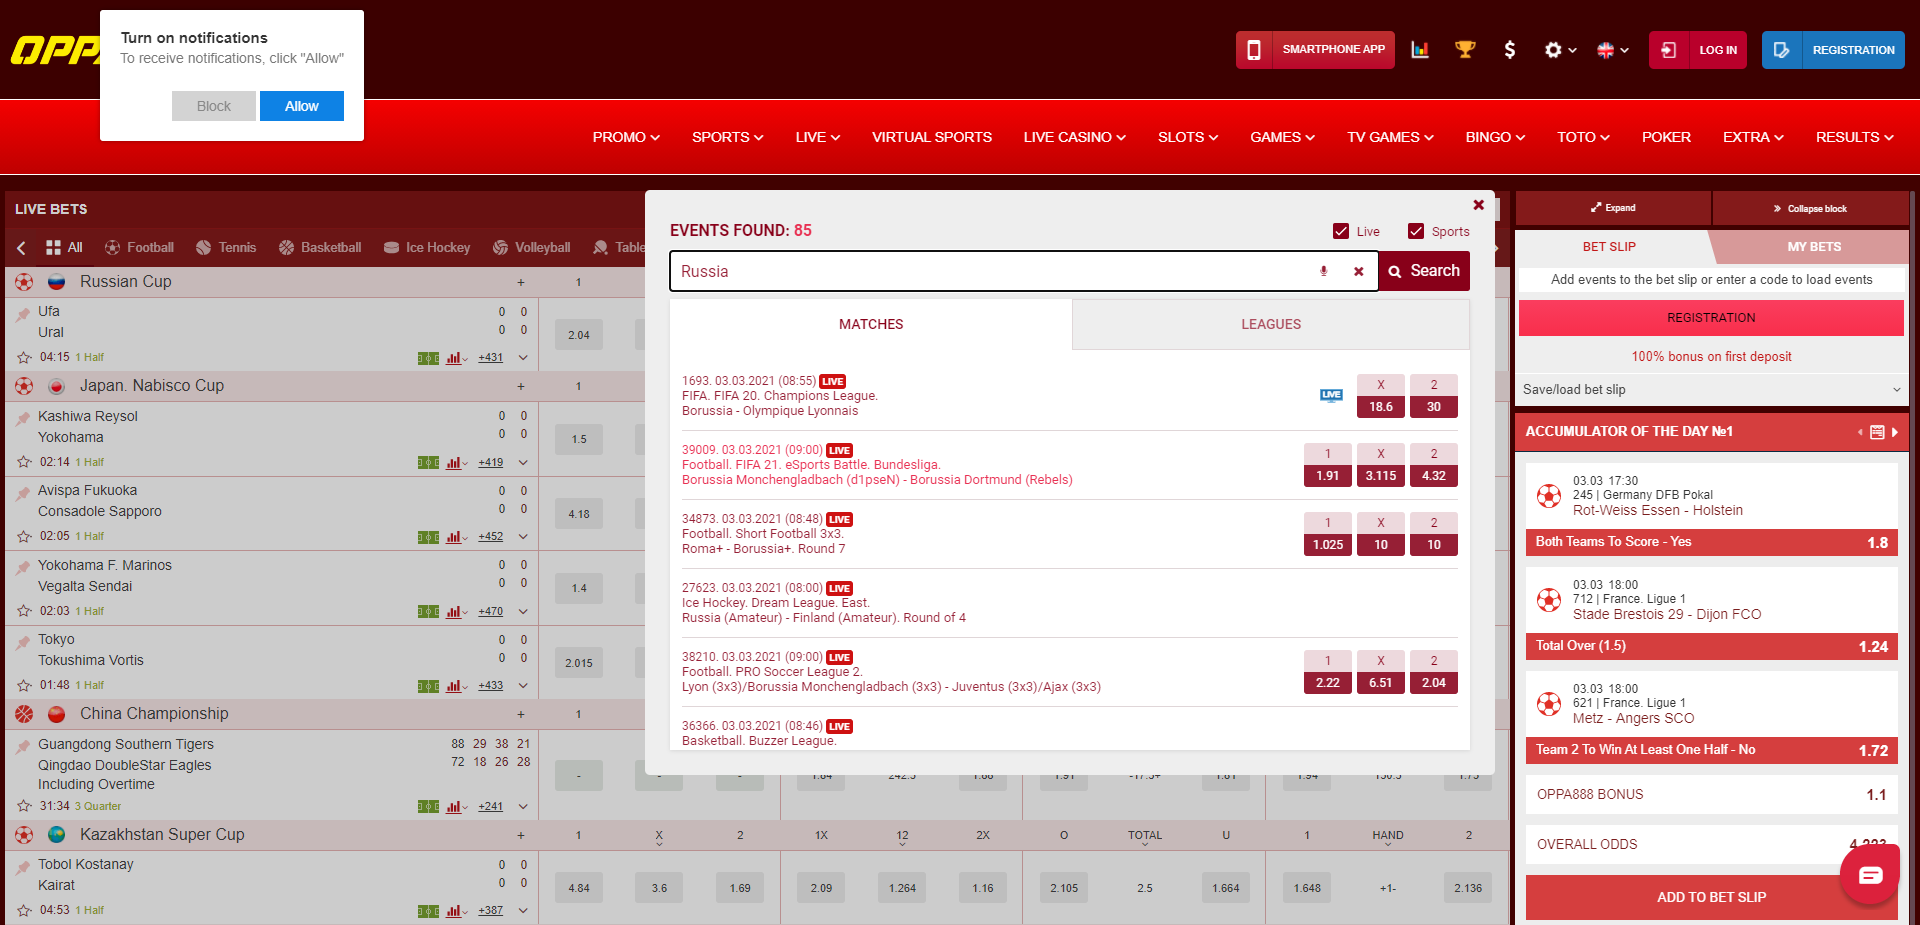 OPPA
Turn on notifications
To receive notifications, click "Allow"
Block
Allow
SMARTPHONE APP
LOG IN
REGISTRATION
PROMO
SPORTS
LIVE
VIRTUAL SPORTS
LIVE CASINO
SLOTS
GAMES
TV GAMES
BINGO
TOTO
POKER
EXTRA
RESULTS
LIVE BETS
All
Football
Tennis
Basketball
Ice Hockey
Volleyball
Table
Russian Cup + 1
Ufa 0 0
Ural 0 0
2.04
04:15 1 Half +431
Japan. Nabisco Cup + 1
Kashiwa Reysol 0 0
Yokohama 0 0
1.5
02:14 1 Half +419
Avispa Fukuoka 0 0
Consadole Sapporo 0 0
4.18
02:05 1 Half +452
Yokohama F. Marinos 0 0
Vegalta Sendai 0 0
1.4
02:03 1 Half +470
Tokyo 0 0
Tokushima Vortis 0 0
2.015
01:48 1 Half +433
China Championship + 1
Guangdong Southern Tigers 88 29 38 21
Qingdao DoubleStar Eagles 72 18 26 28
Including Overtime
- - -
31:34 3 Quarter +241
Kazakhstan Super Cup + 1 X 2 1X 12 2X O TOTAL U 1 HAND 2
Tobol Kostanay 0 0
Kairat 0 0
4.84 3.6 1.69 2.09 1.264 1.16 2.105 2.5 1.664 1.648 +1- 2.136
04:53 1 Half +387
EVENTS FOUND: 85
Live
Sports
Russia
Search
MATCHES
LEAGUES
1693. 03.03.2021 (08:55) LIVE
FIFA. FIFA 20. Champions League.
Borussia - Olympique Lyonnais
LIVE
X 2
18.6 30
39009. 03.03.2021 (09:00) LIVE
Football. FIFA 21. eSports Battle. Bundesliga.
Borussia Monchengladbach (d1pseN) - Borussia Dortmund (Rebels)
1 X 2
1.91 3.115 4.32
34873. 03.03.2021 (08:48) LIVE
Football. Short Football 3x3.
Roma+ - Borussia+. Round 7
1 X 2
1.025 10 10
27623. 03.03.2021 (08:00) LIVE
Ice Hockey. Dream League. East.
Russia (Amateur) - Finland (Amateur). Round of 4
38210. 03.03.2021 (09:00) LIVE
Football. PRO Soccer League 2.
Lyon (3x3)/Borussia Monchengladbach (3x3) - Juventus (3x3)/Ajax (3x3)
1 X 2
2.22 6.51 2.04
36366. 03.03.2021 (08:46) LIVE
Basketball. Buzzer League.
Expand
Collapse block
BET SLIP
MY BETS
Add events to the bet slip or enter a code to load events
REGISTRATION
100% bonus on first deposit
Save/load bet slip
ACCUMULATOR OF THE DAY №1
03.03 17:30
245 | Germany DFB Pokal
Rot-Weiss Essen - Holstein
Both Teams To Score - Yes 1.8
03.03 18:00
712 | France. Ligue 1
Stade Brestois 29 - Dijon FCO
Total Over (1.5) 1.24
03.03 18:00
621 | France. Ligue 1
Metz - Angers SCO
Team 2 To Win At Least One Half - No 1.72
OPPA888 BONUS 1.1
OVERALL ODDS
ADD TO BET SLIP